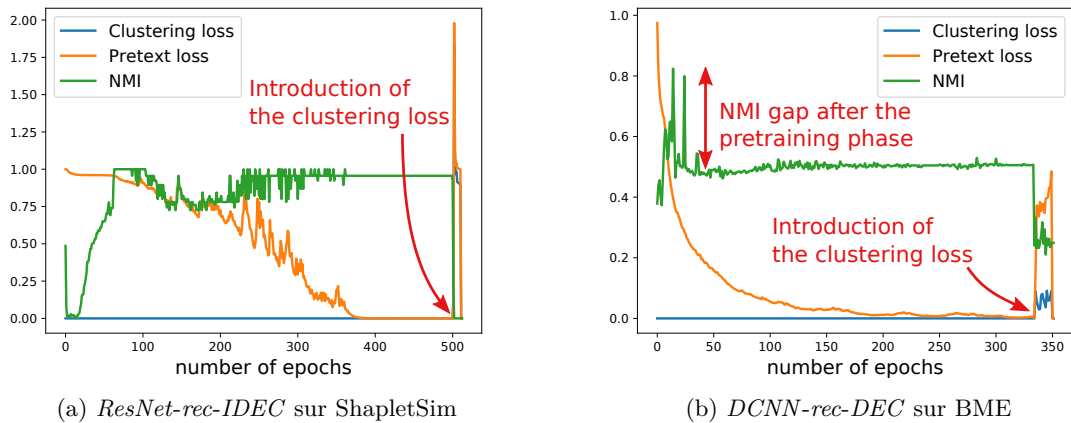 2.00
1.75
1.50
1.25
1.00
0.75
0.50
0.25
0.00
Clustering loss
Pretext loss
NMI
Introduction of
the clustering loss
0 100 200 300 400 500
number of epochs
(a) ResNet-rec-IDEC sur ShapletSim
1.0
0.8
0.6
0.4
0.2
0.0
Clustering loss
Pretext loss
NMI
NMI gap after the
pretraining phase
Introduction of
the clustering loss
0 50 100 150 200 250 300 350
number of epochs
(b) DCNN-rec-DEC sur BME